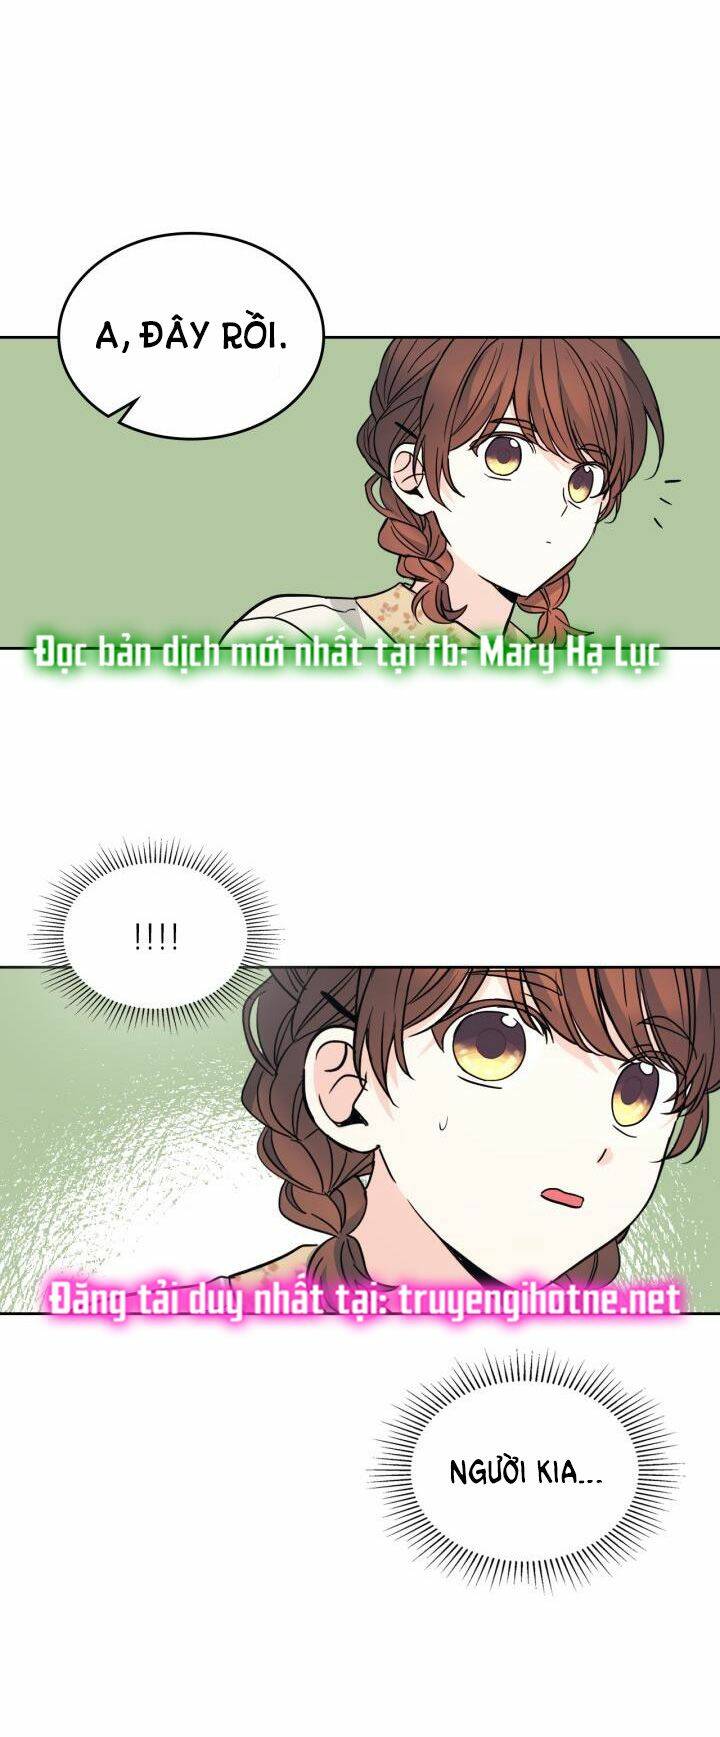 A, ĐÂY RỒI.
Đọc bản dịch mới nhất tại fb: Mary Hạ Lục
!!!!
Đăng tải duy nhất tại: truyengihotne.net
NGƯỜI KIA...